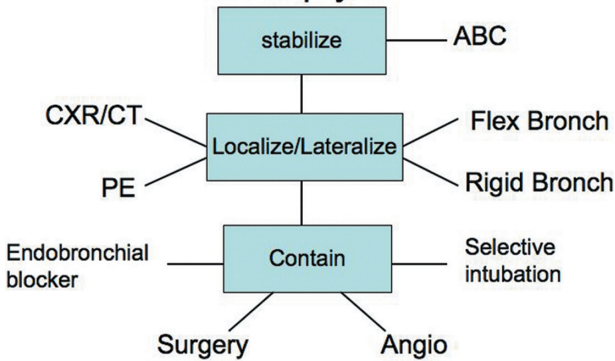 stabilize
ABC
CXR/CT
Localize/Lateralize
Flex Bronch
PE
Rigid Bronch
Endobronchial
blocker
Contain
Selective
intubation
Surgery
Angio